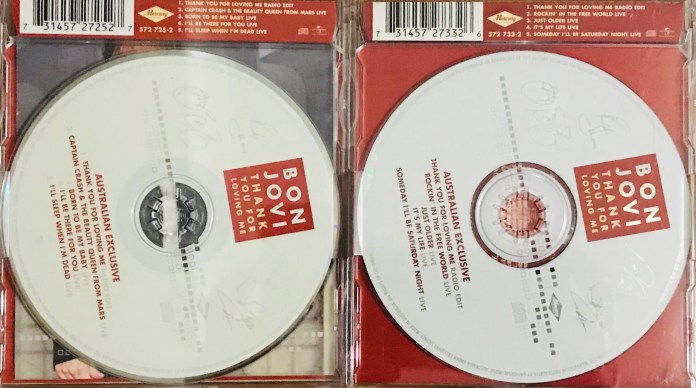 1. THANK YOU FOR LOVING ME RADIO EDIT
2. CAPTAIN CRASH & THE BEAUTY QUEEN FROM MARS LIVE
3. BORN TO BE MY BABY LIVE
4. I'LL BE THERE FOR YOU LIVE
5. I'LL SLEEP WHEN I'M DEAD LIVE
7 31457 27252 7
Mercury
572 725-2
BON
JOVI
THANK
YOU FOR
LOVING ME
AUSTRALIAN EXCLUSIVE
THANK YOU FOR LOVING ME
CAPTAIN CRASH & THE BEAUTY QUEEN FROM MARS LIVE
BORN TO BE MY BABY
I'LL BE THERE FOR YOU
I'LL SLEEP WHEN I'M DEAD
1. THANK YOU FOR LOVING ME RADIO EDIT
2. ROCKIN' IN THE FREE WORLD LIVE
3. JUST OLDER LIVE
4. IT'S MY LIFE LIVE
5. SOMEDAY I'LL BE SATURDAY NIGHT LIVE
7 31457 27332 6
Mercury
572 733-2
BON
JOVI
THANK
YOU FOR
LOVING ME
AUSTRALIAN EXCLUSIVE
THANK YOU FOR LOVING ME RADIO EDIT
ROCKIN' IN THE FREE WORLD LIVE
JUST OLDER LIVE
IT'S MY LIFE LIVE
SOMEDAY I'LL BE SATURDAY NIGHT LIVE